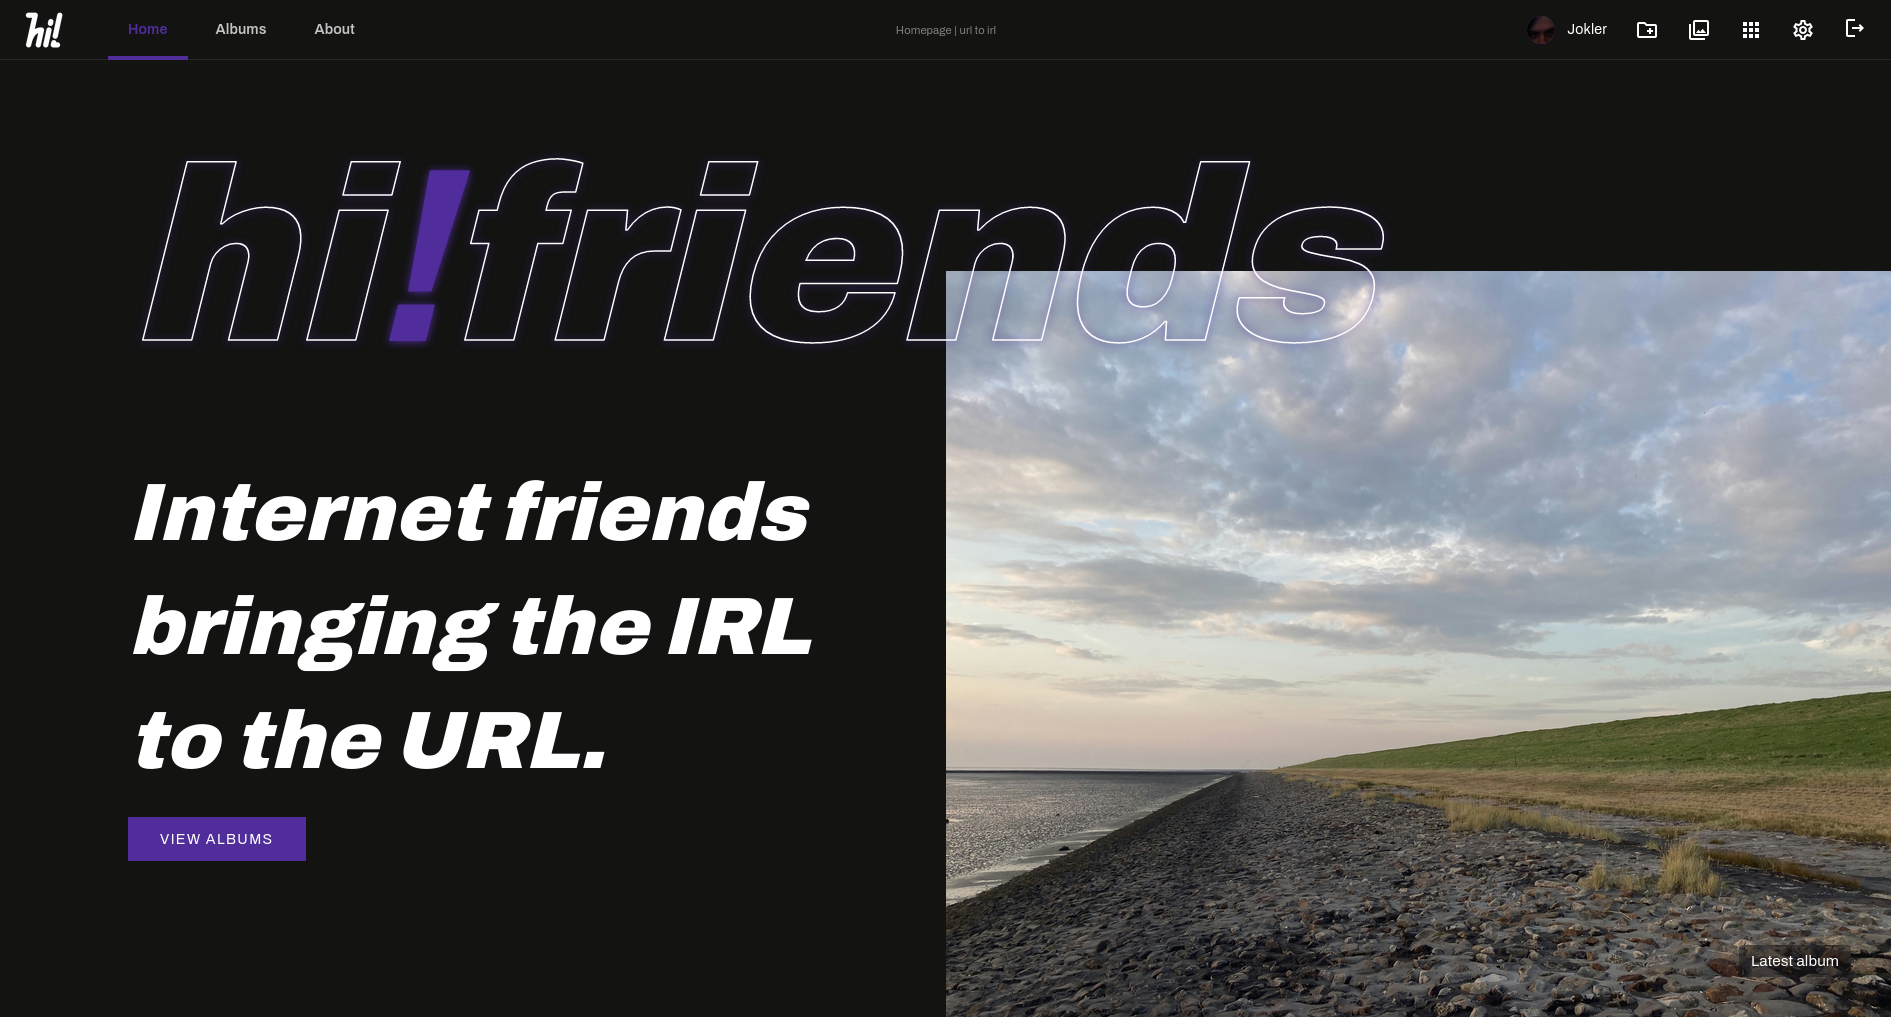 hi!
Home
Albums
About
Homepage | url to irl
Jokler
hi!friends
Internet friends
bringing the IRL
to the URL.
VIEW ALBUMS
Latest album